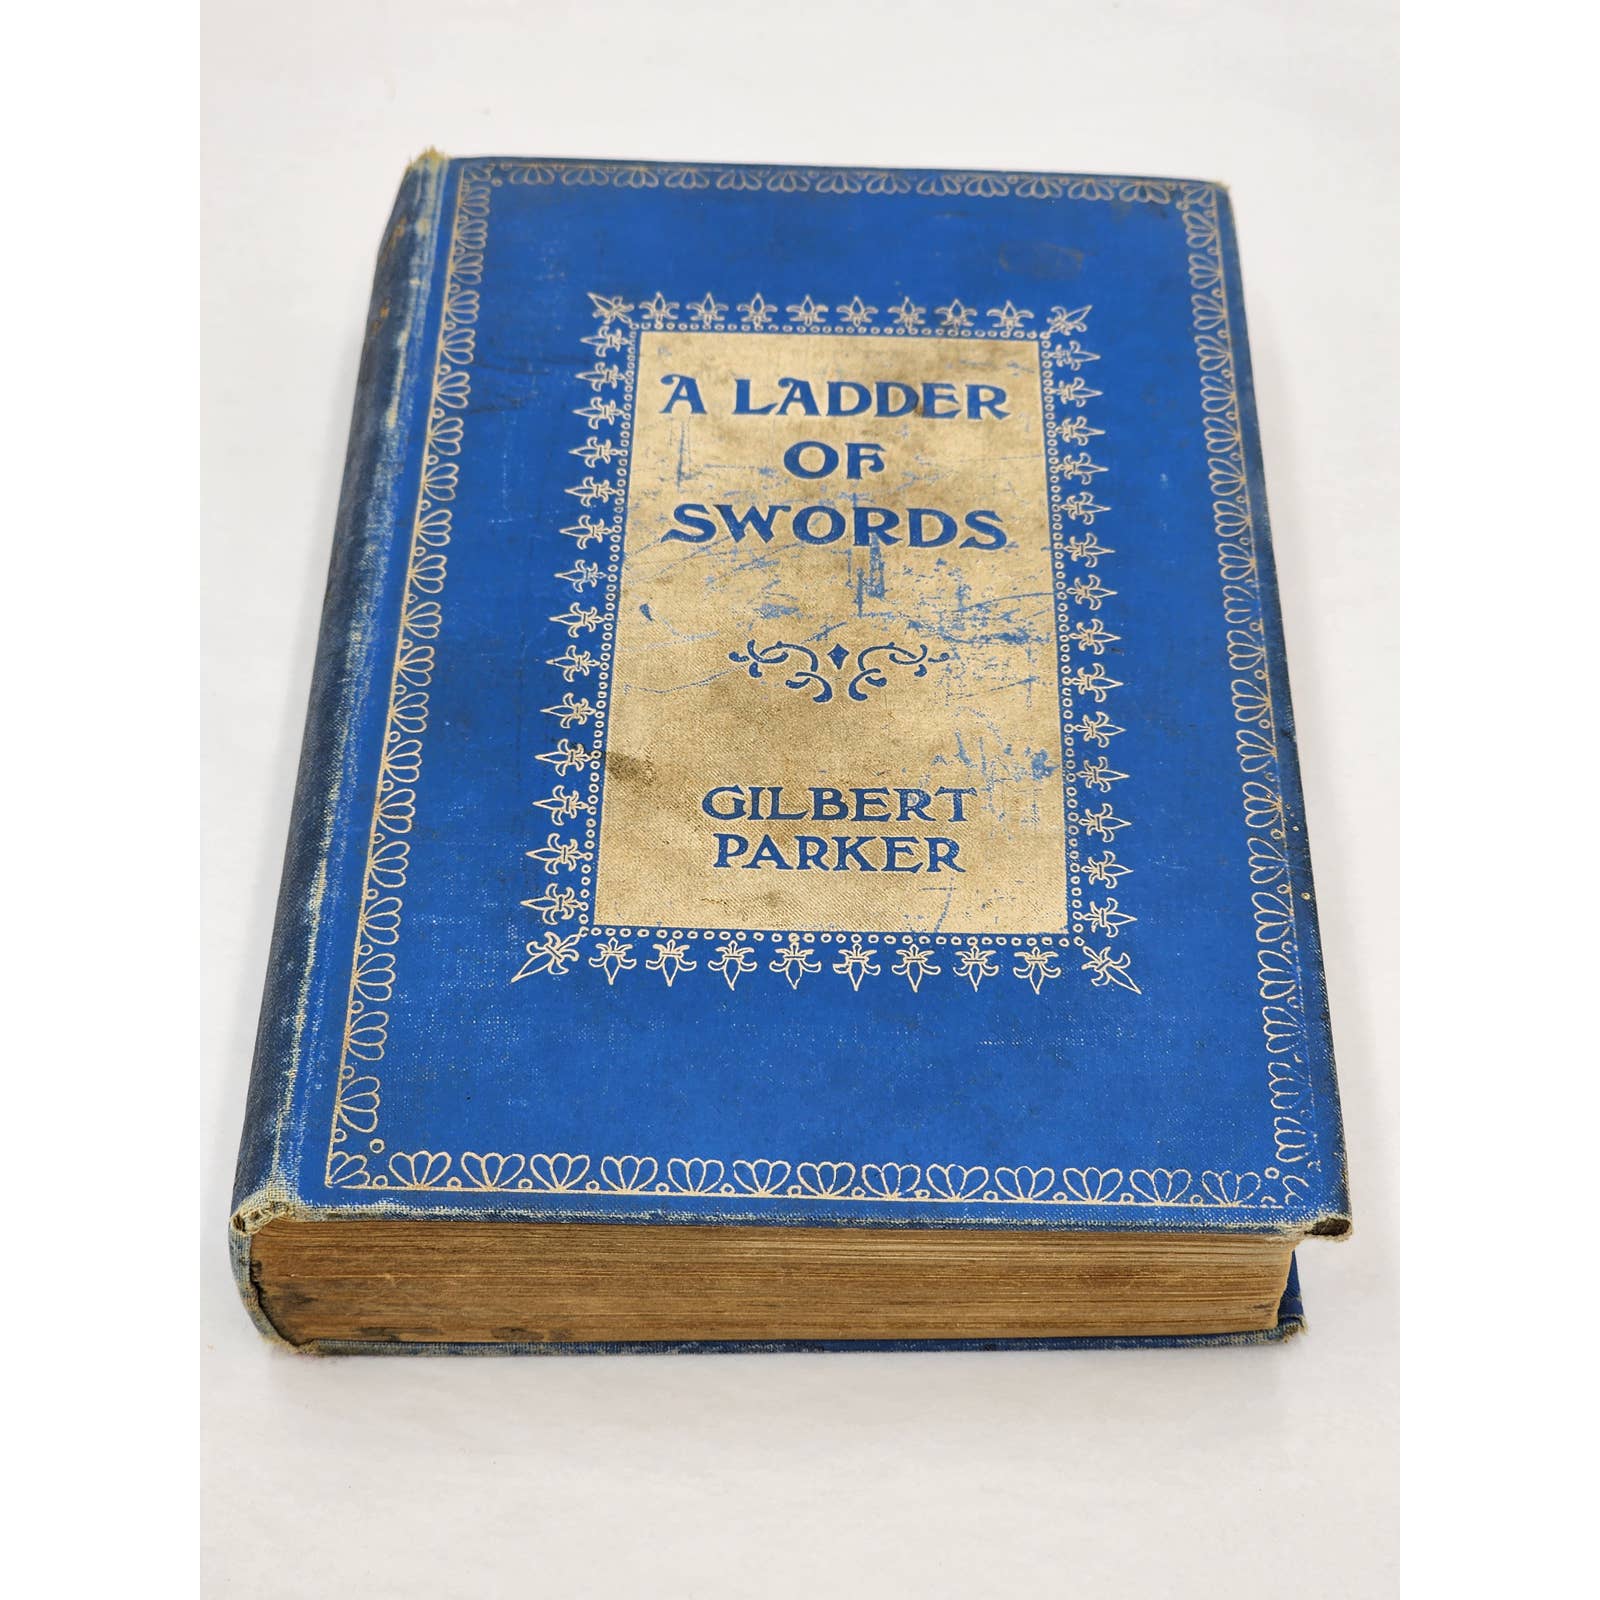 A LADDER
OF
SWORDS
GILBERT
PARKER